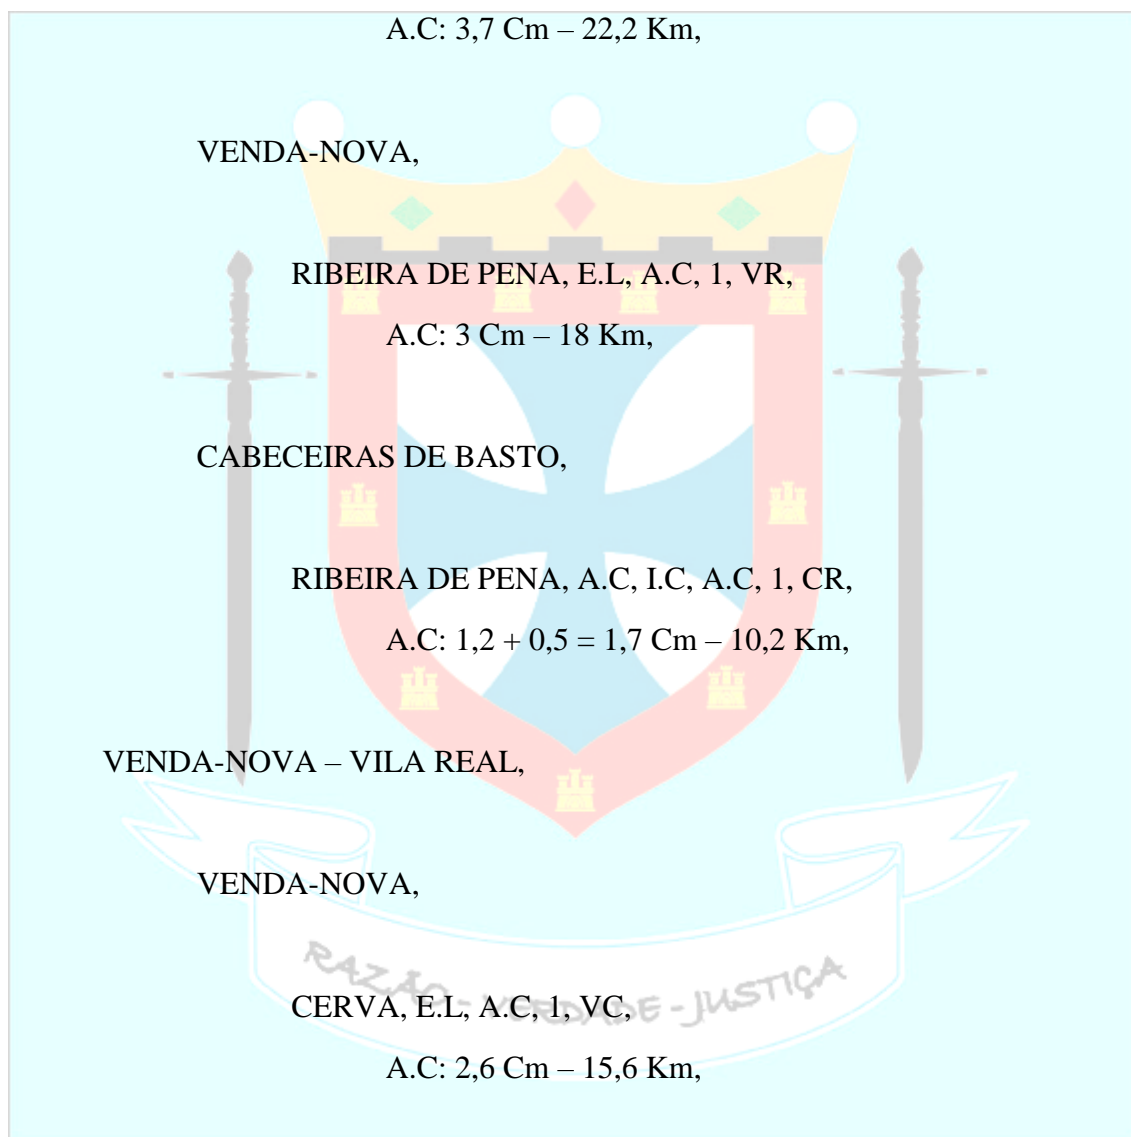 A.C: 3,7 Cm – 22,2 Km,
VENDA-NOVA,
RIBEIRA DE PENA, E.L, A.C, 1, VR,
A.C: 3 Cm – 18 Km,
CABECEIRAS DE BASTO,
RIBEIRA DE PENA, A.C, I.C, A.C, 1, CR,
A.C: 1,2 + 0,5 = 1,7 Cm – 10,2 Km,
VENDA-NOVA – VILA REAL,
VENDA-NOVA,
RAZÃO - VERDADE - JUSTIÇA
CERVA, E.L, A.C, 1, VC,
A.C: 2,6 Cm – 15,6 Km,